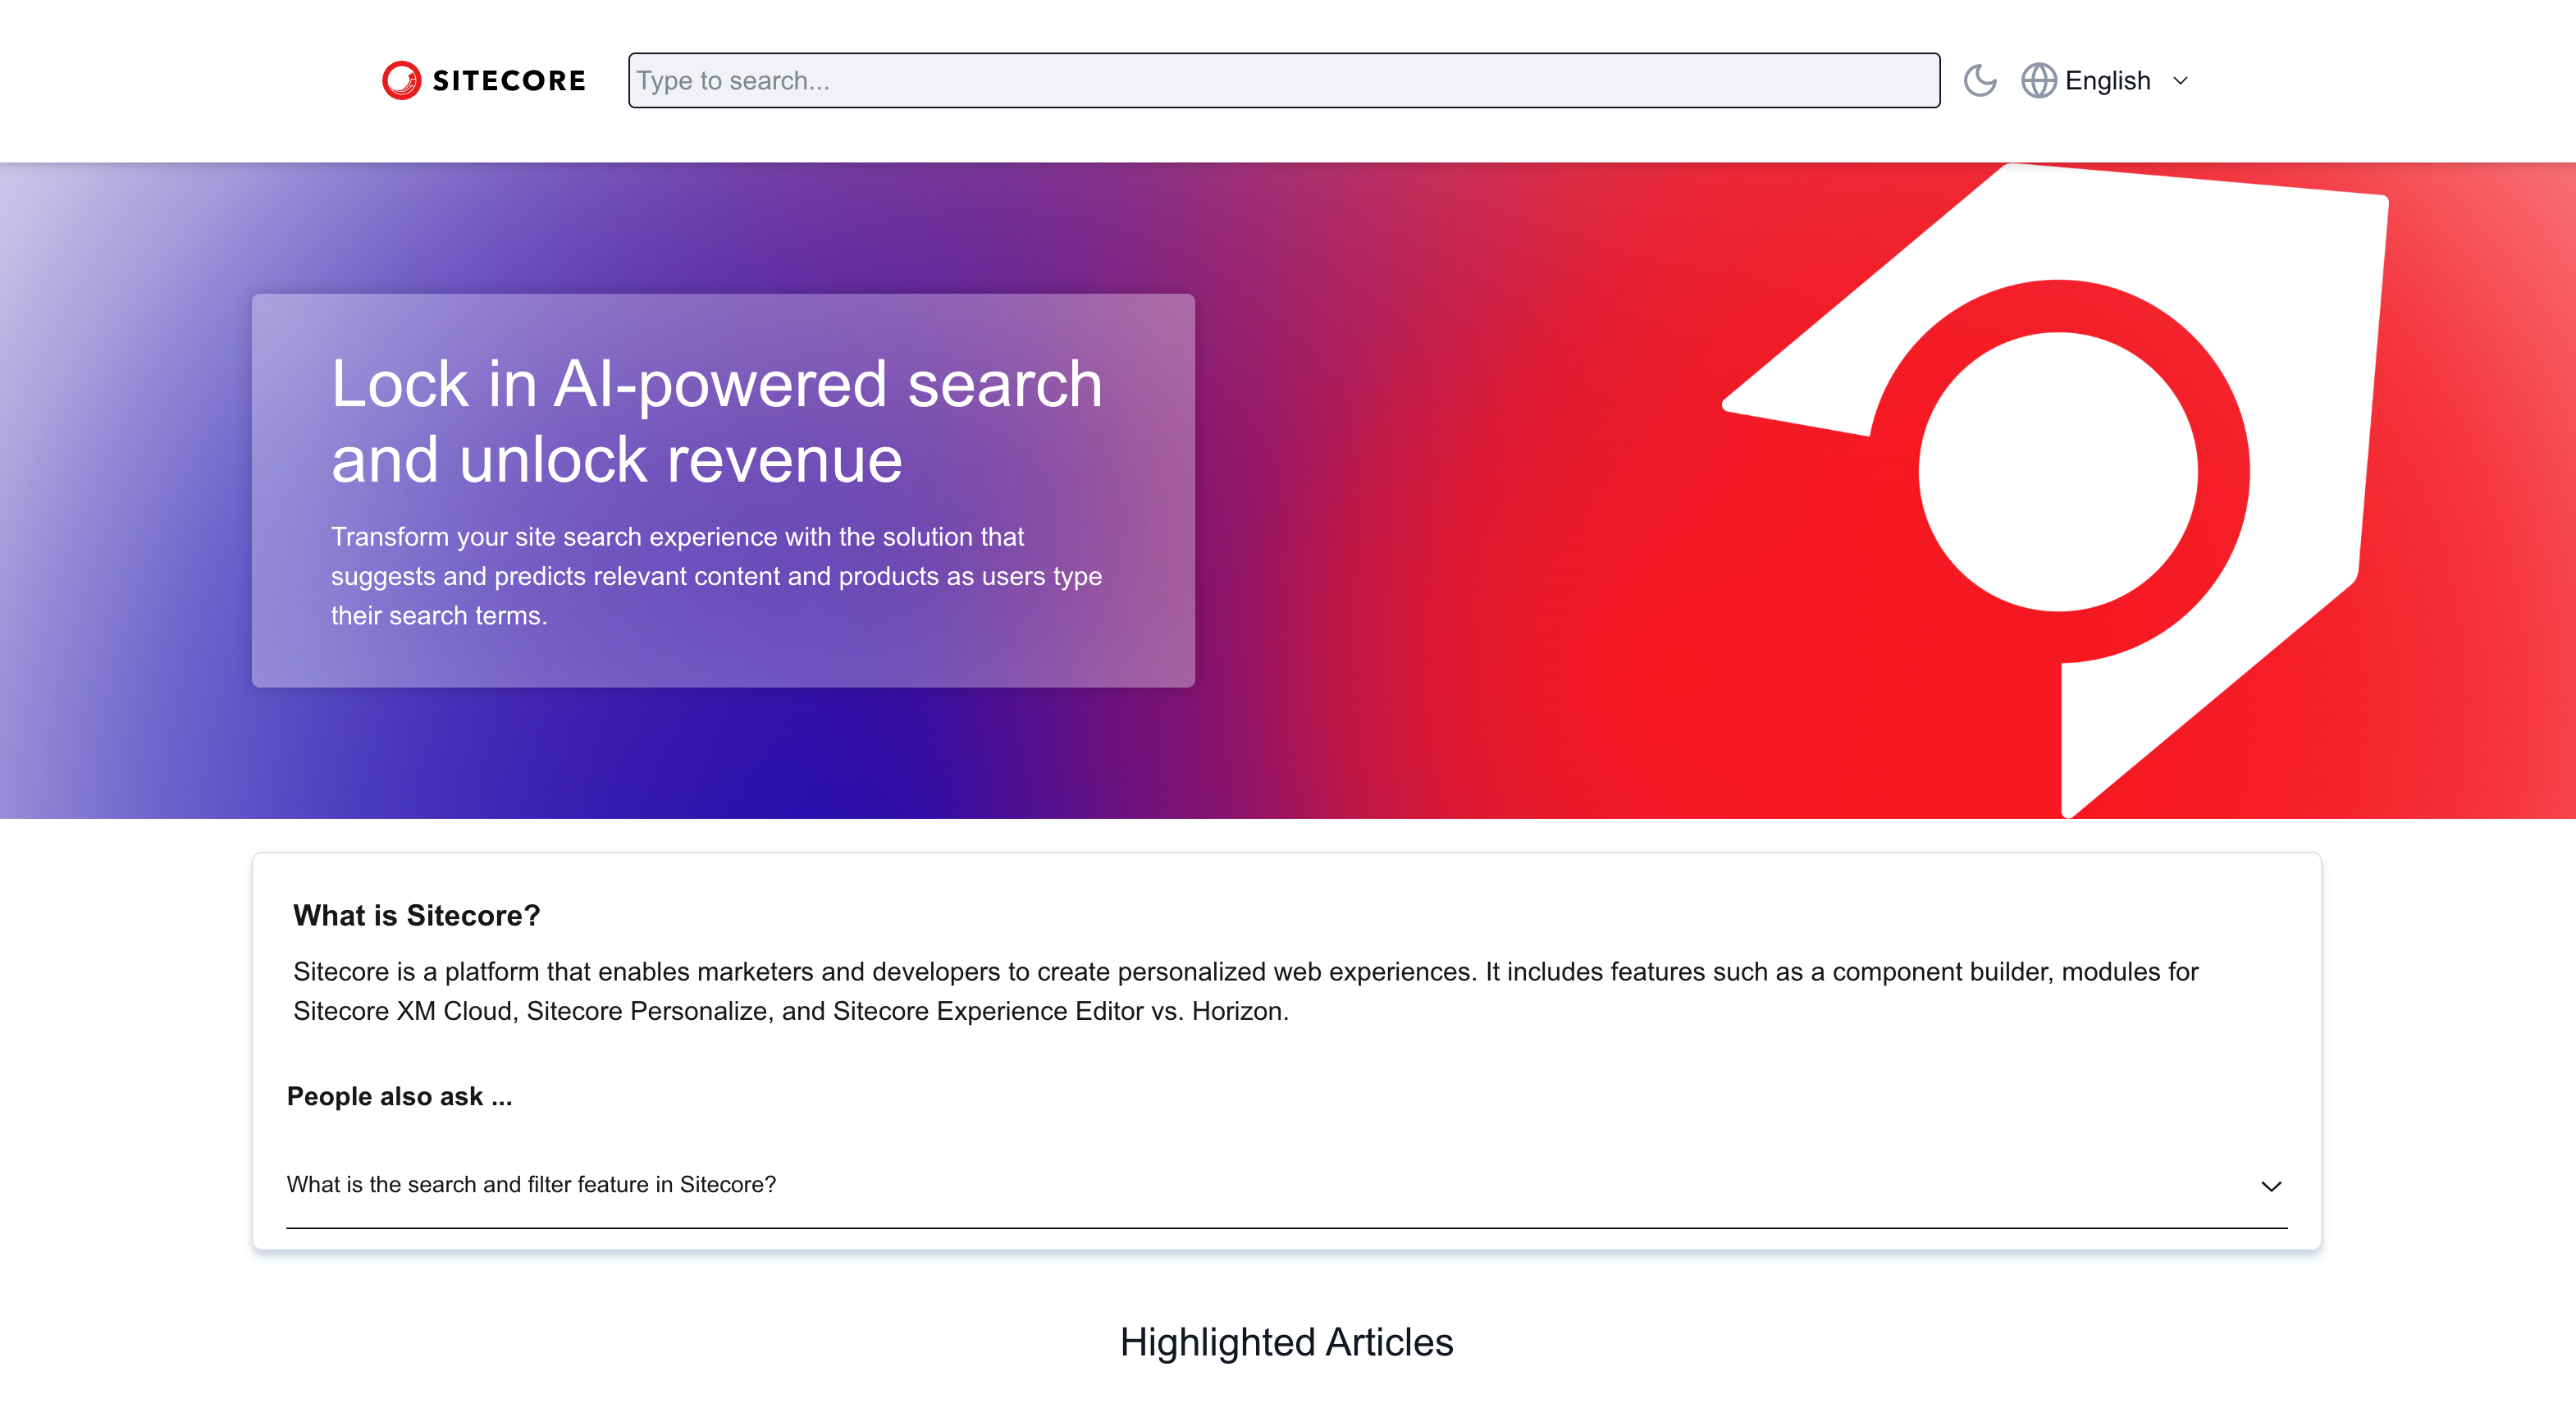 SITECORE
Type to search...
English
Lock in AI-powered search
and unlock revenue
Transform your site search experience with the solution that
suggests and predicts relevant content and products as users type
their search terms.
What is Sitecore?
Sitecore is a platform that enables marketers and developers to create personalized web experiences. It includes features such as a component builder, modules for
Sitecore XM Cloud, Sitecore Personalize, and Sitecore Experience Editor vs. Horizon.
People also ask ...
What is the search and filter feature in Sitecore?
Highlighted Articles